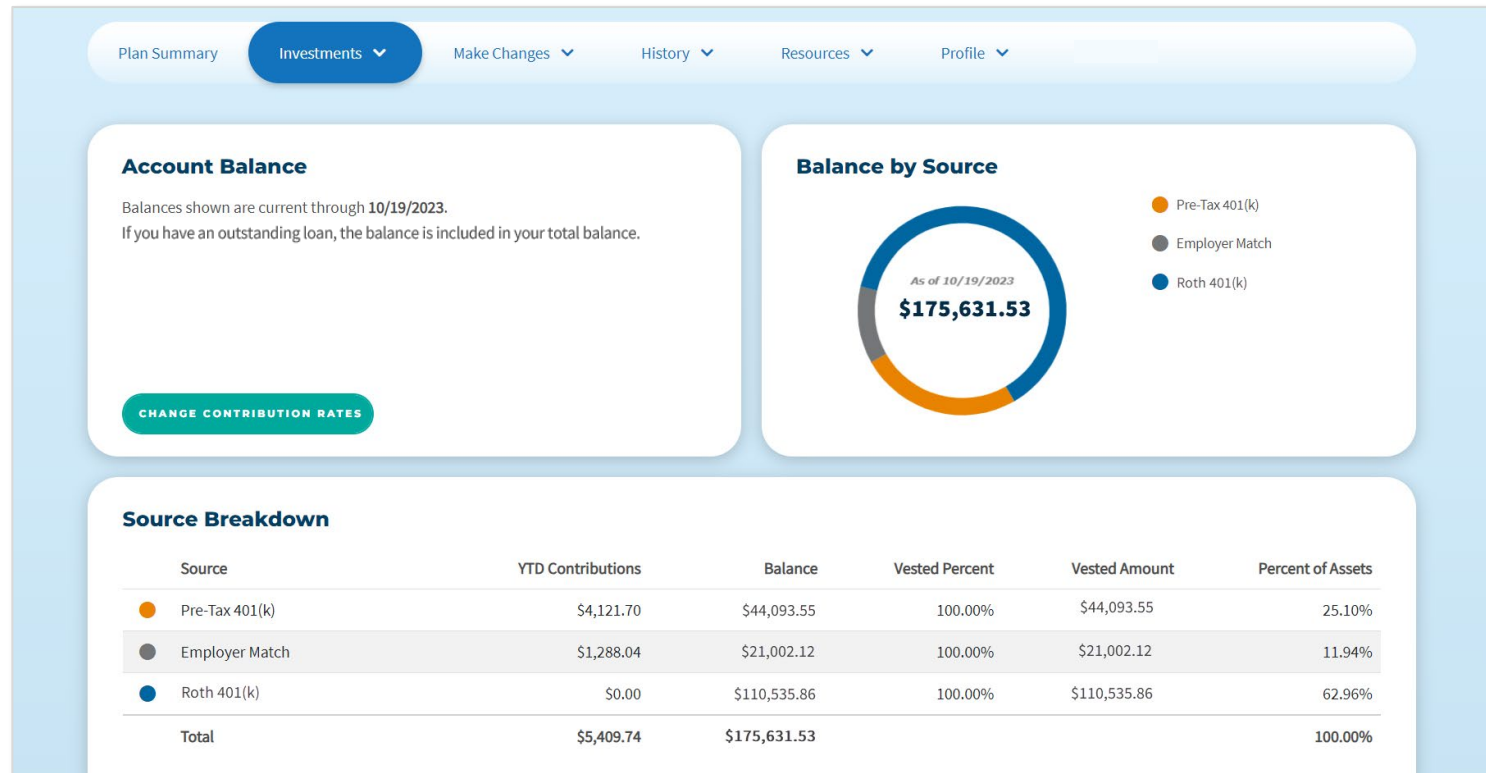 Plan Summary Investments Make Changes History Resources Profile
Account Balance
Balances shown are current through 10/19/2023.
If you have an outstanding loan, the balance is included in your total balance.
CHANGE CONTRIBUTION RATES
Balance by Source
As of 10/19/2023
$175,631.53
Pre-Tax 401(k)
Employer Match
Roth 401(k)
Source Breakdown
Source YTD Contributions Balance Vested Percent Vested Amount Percent of Assets
Pre-Tax 401(k) $4,121.70 $44,093.55 100.00% $44,093.55 25.10%
Employer Match $1,288.04 $21,002.12 100.00% $21,002.12 11.94%
Roth 401(k) $0.00 $110,535.86 100.00% $110,535.86 62.96%
Total $5,409.74 $175,631.53 100.00%